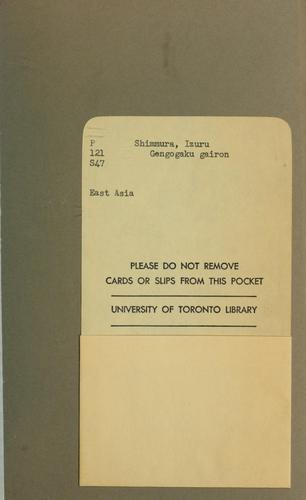 P Shimmura, Izuru
121 Gengogaku gairon
S47
East Asia
PLEASE DO NOT REMOVE
CARDS OR SLIPS FROM THIS POCKET
UNIVERSITY OF TORONTO LIBRARY